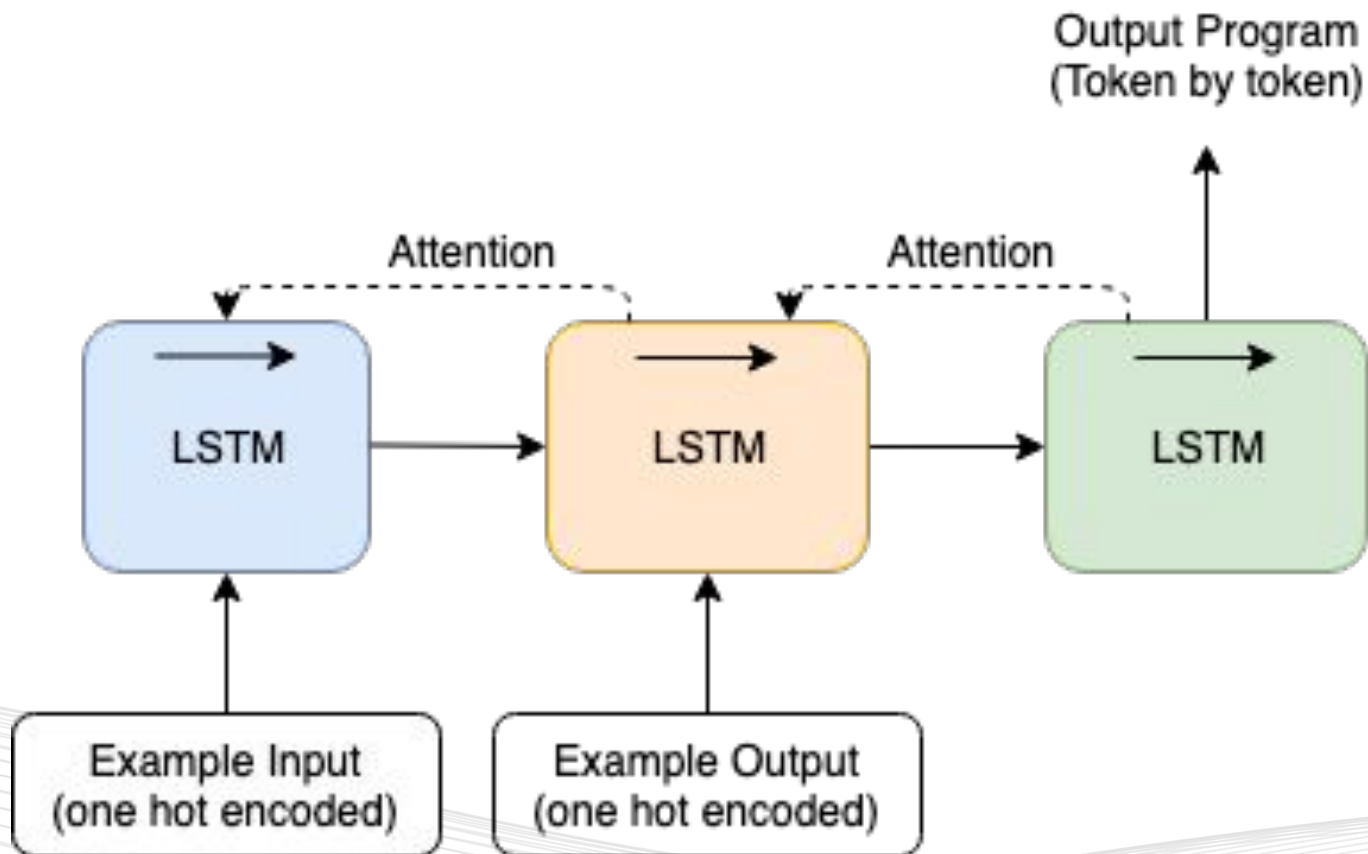 Output Program
(Token by token)
Attention
Attention
LSTM
LSTM
LSTM
Example Input
(one hot encoded)
Example Output
(one hot encoded)